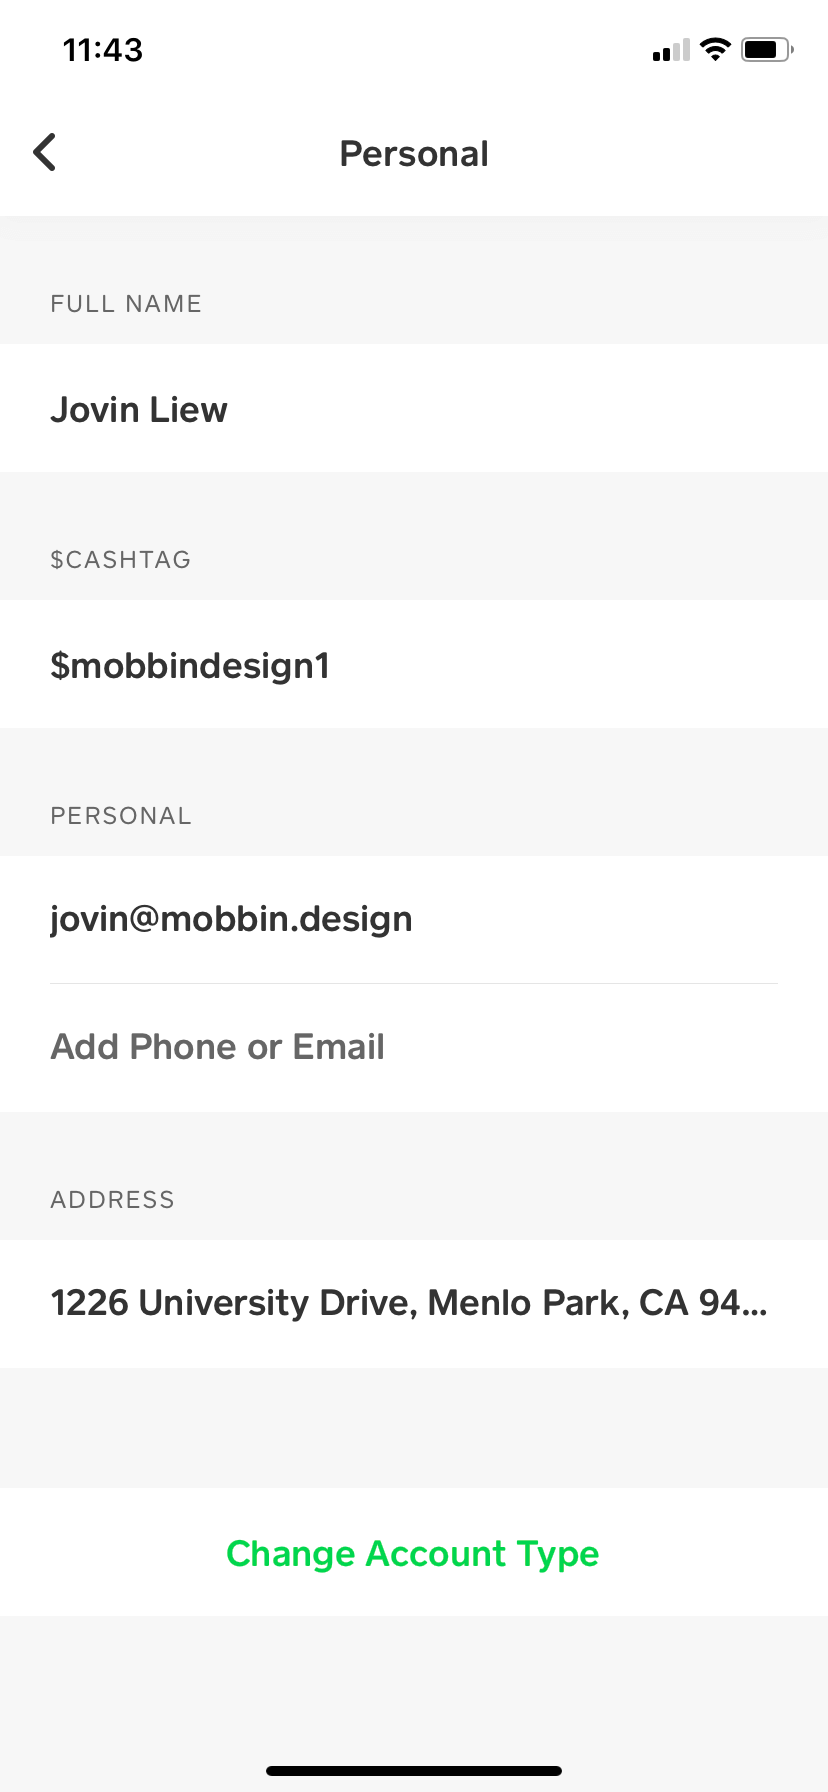 11:43
Personal
FULL NAME
Jovin Liew
$CASHTAG
$mobbindesign1
PERSONAL
jovin@mobbin.design
Add Phone or Email
ADDRESS
1226 University Drive, Menlo Park, CA 94...
Change Account Type